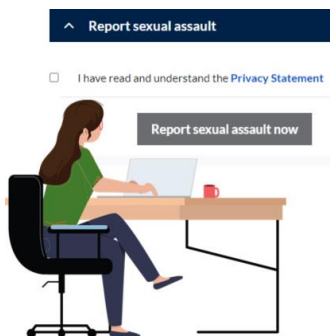 Report sexual assault
I have read and understand the Privacy Statement
Report sexual assault now